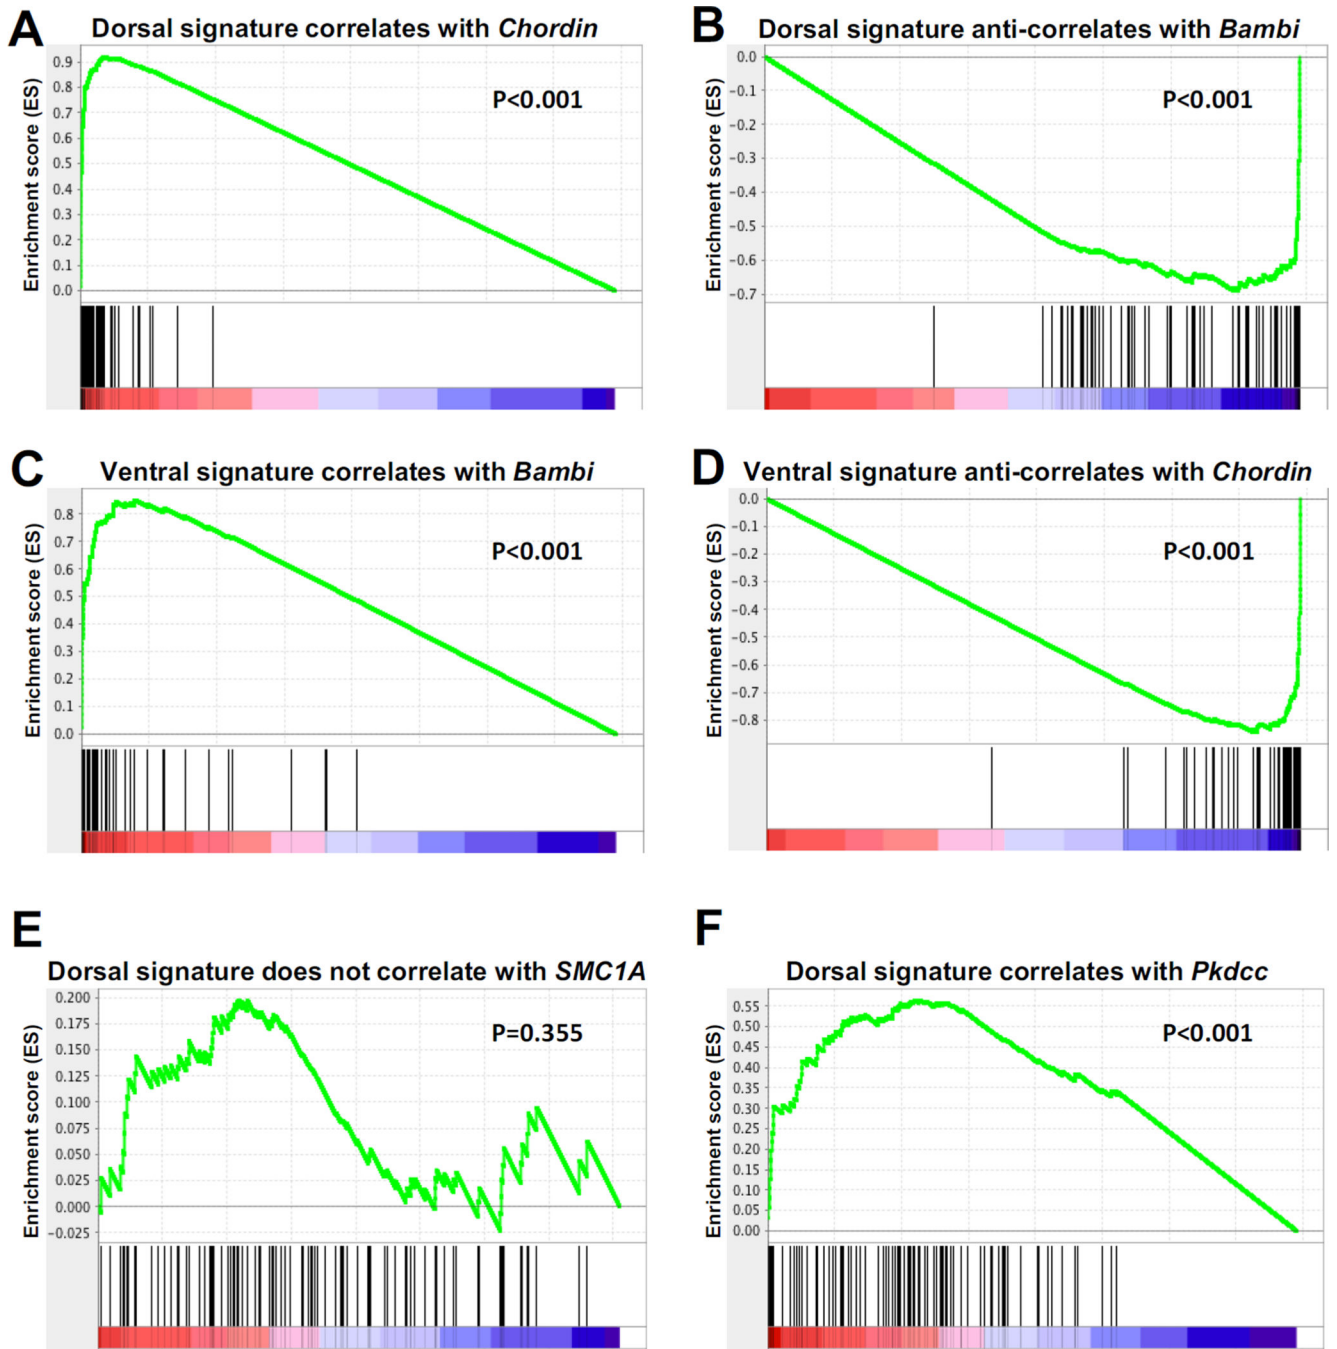 A
Dorsal signature correlates with Chordin
Enrichment score (ES)
0.9
0.8
0.7
0.6
0.5
0.4
0.3
0.2
0.1
0.0
P<0.001
B
Dorsal signature anti-correlates with Bambi
Enrichment score (ES)
0.0
−0.1
−0.2
−0.3
−0.4
−0.5
−0.6
−0.7
P<0.001
C
Ventral signature correlates with Bambi
Enrichment score (ES)
0.8
0.7
0.6
0.5
0.4
0.3
0.2
0.1
0.0
P<0.001
D
Ventral signature anti-correlates with Chordin
Enrichment score (ES)
0.0
−0.1
−0.2
−0.3
−0.4
−0.5
−0.6
−0.7
−0.8
P<0.001
E
Dorsal signature does not correlate with SMC1A
Enrichment score (ES)
0.200
0.175
0.150
0.125
0.100
0.075
0.050
0.025
0.000
−0.025
P=0.355
F
Dorsal signature correlates with Pkdcc
Enrichment score (ES)
0.55
0.50
0.45
0.40
0.35
0.30
0.25
0.20
0.15
0.10
0.05
0.00
P<0.001